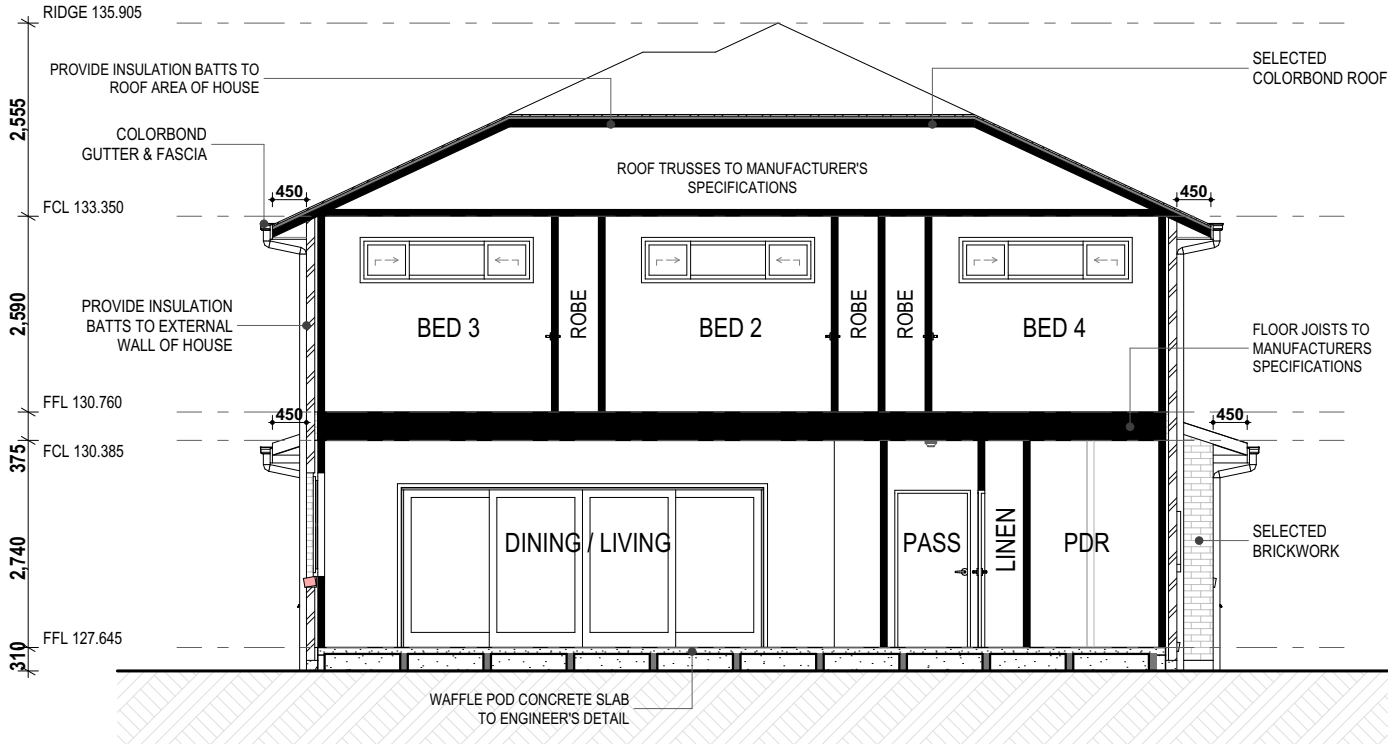 RIDGE 135.905
PROVIDE INSULATION BATTS TO
ROOF AREA OF HOUSE
SELECTED
COLORBOND ROOF
2,555
COLORBOND
GUTTER & FASCIA
ROOF TRUSSES TO MANUFACTURER'S
SPECIFICATIONS
450
450
FCL 133.350
PROVIDE INSULATION
BATTS TO EXTERNAL
WALL OF HOUSE
2,590
BED 3
ROBE
BED 2
ROBE
ROBE
BED 4
FLOOR JOISTS TO
MANUFACTURERS
SPECIFICATIONS
FFL 130.760
450
450
375
FCL 130.385
2,740
DINING / LIVING
PASS
LINEN
PDR
SELECTED
BRICKWORK
FFL 127.645
310
WAFFLE POD CONCRETE SLAB
TO ENGINEER'S DETAIL